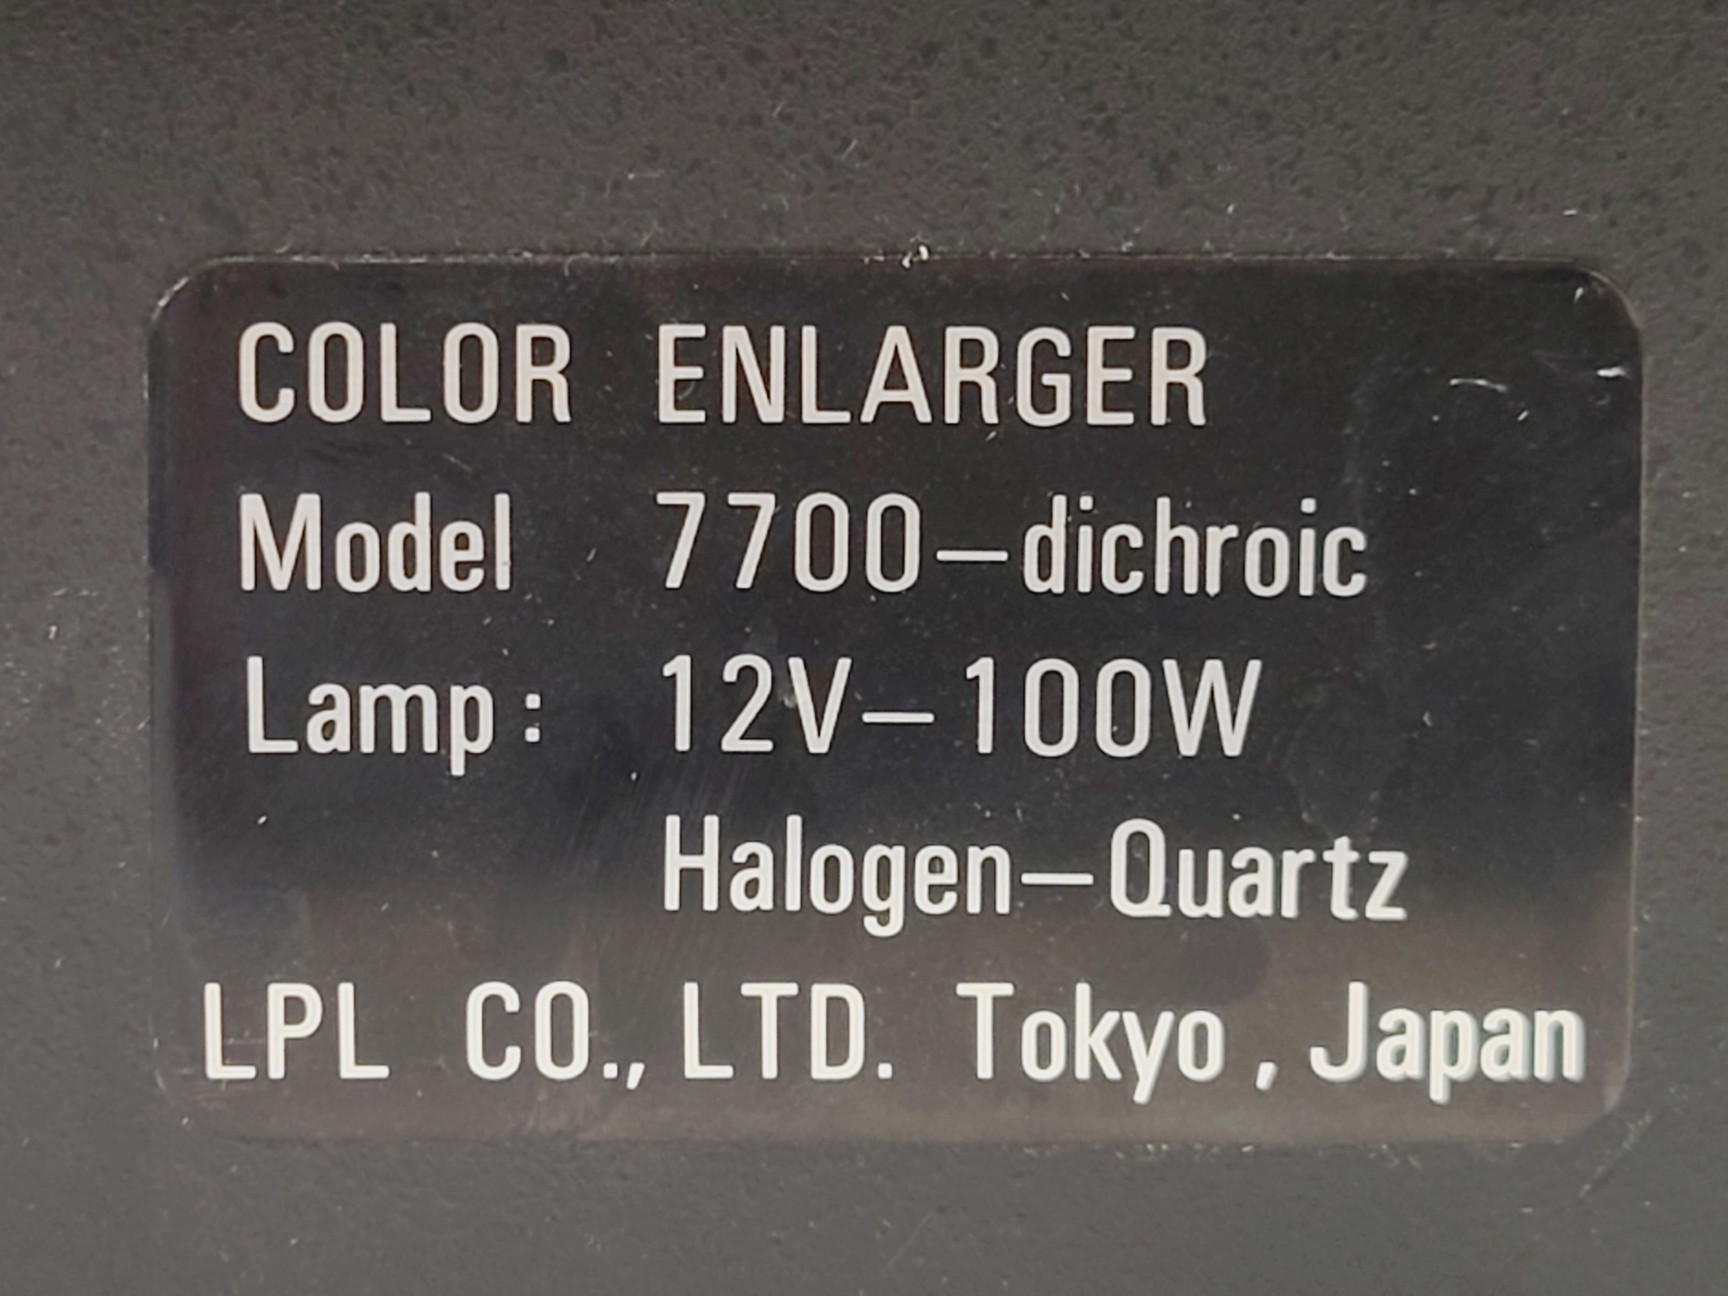 COLOR ENLARGER
Model 7700-dichroic
Lamp: 12V-100W
Halogen-Quartz
LPL CO., LTD. Tokyo, Japan